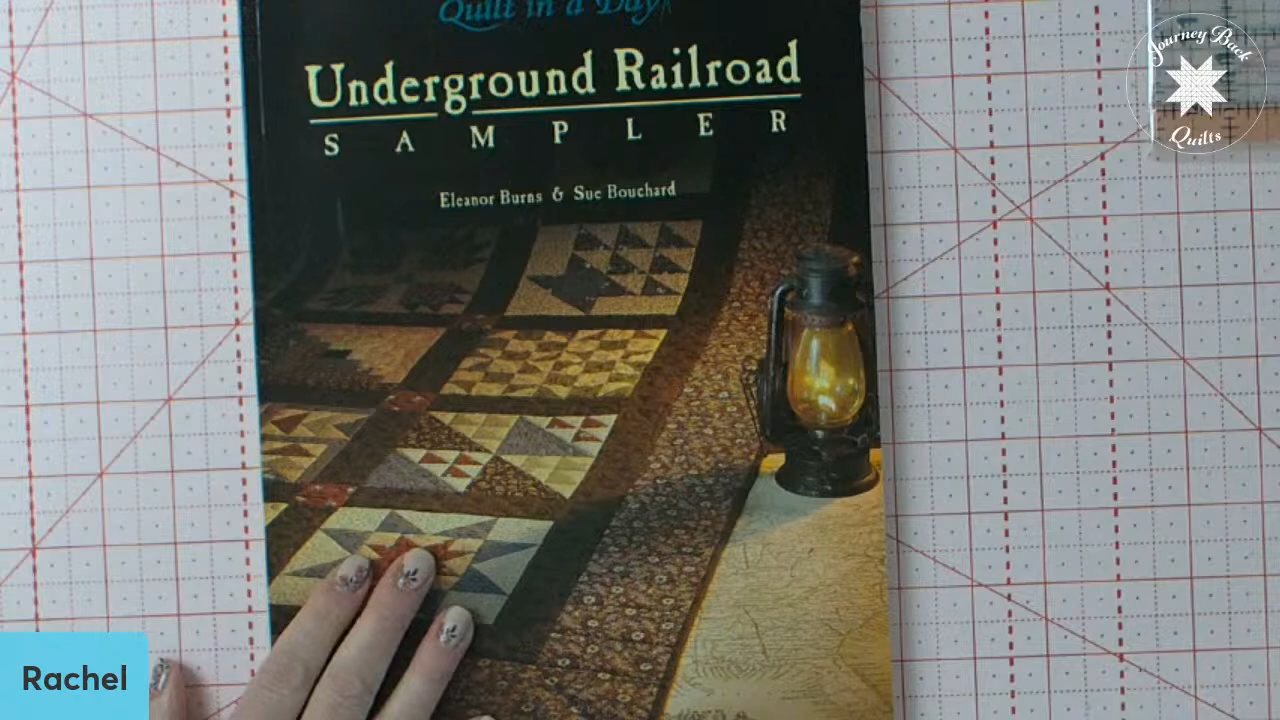 Quilt in a Day
Underground Railroad
SAMPLER
Eleanor Burns & Sue Bouchard
Journey Back
Quilts
Rachel